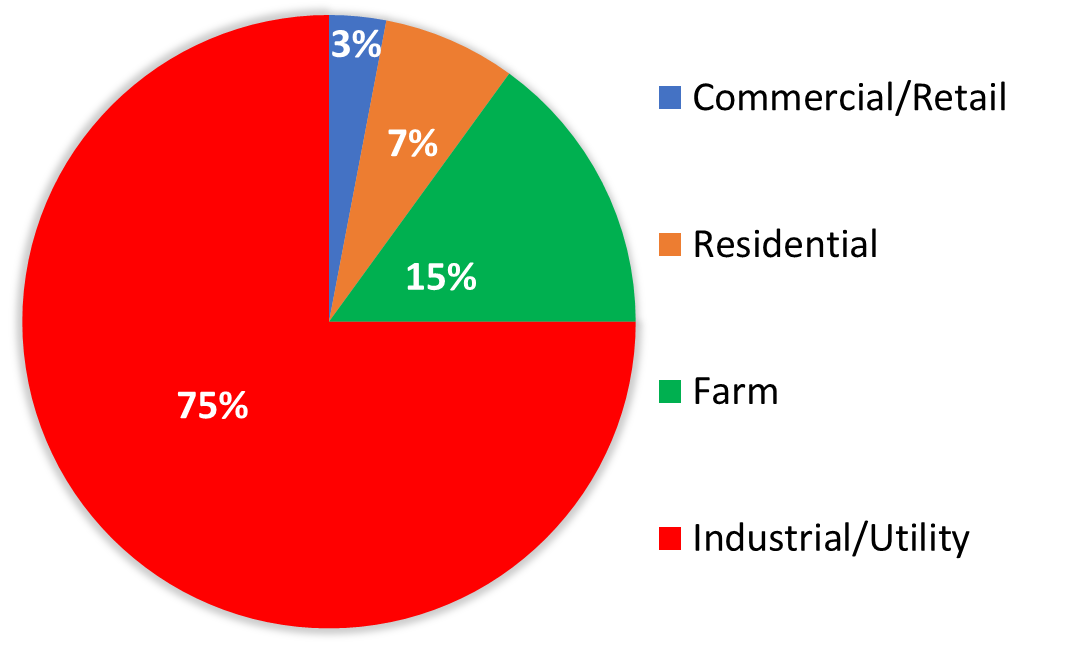 3%
7%
15%
75%
Commercial/Retail
Residential
Farm
Industrial/Utility